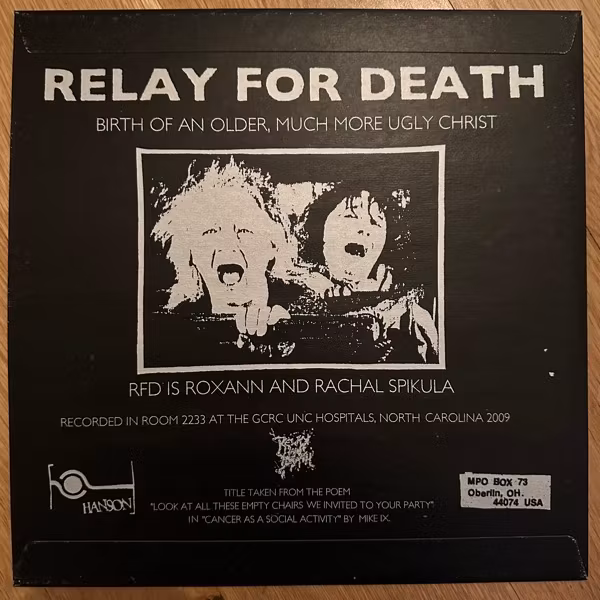 RELAY FOR DEATH
BIRTH OF AN OLDER, MUCH MORE UGLY CHRIST
RFD IS ROXANN AND RACHAL SPIKULA
RECORDED IN ROOM 2233 AT THE GCRC UNC HOSPITALS, NORTH CAROLINA 2009
HANSON
TITLE TAKEN FROM THE POEM
"LOOK AT ALL THESE EMPTY CHAIRS WE INVITED TO YOUR PARTY"
IN "CANCER AS A SOCIAL ACTIVITY" BY MIKE IX.
MPO BOX 73
Oberlin, OH.
44074 USA